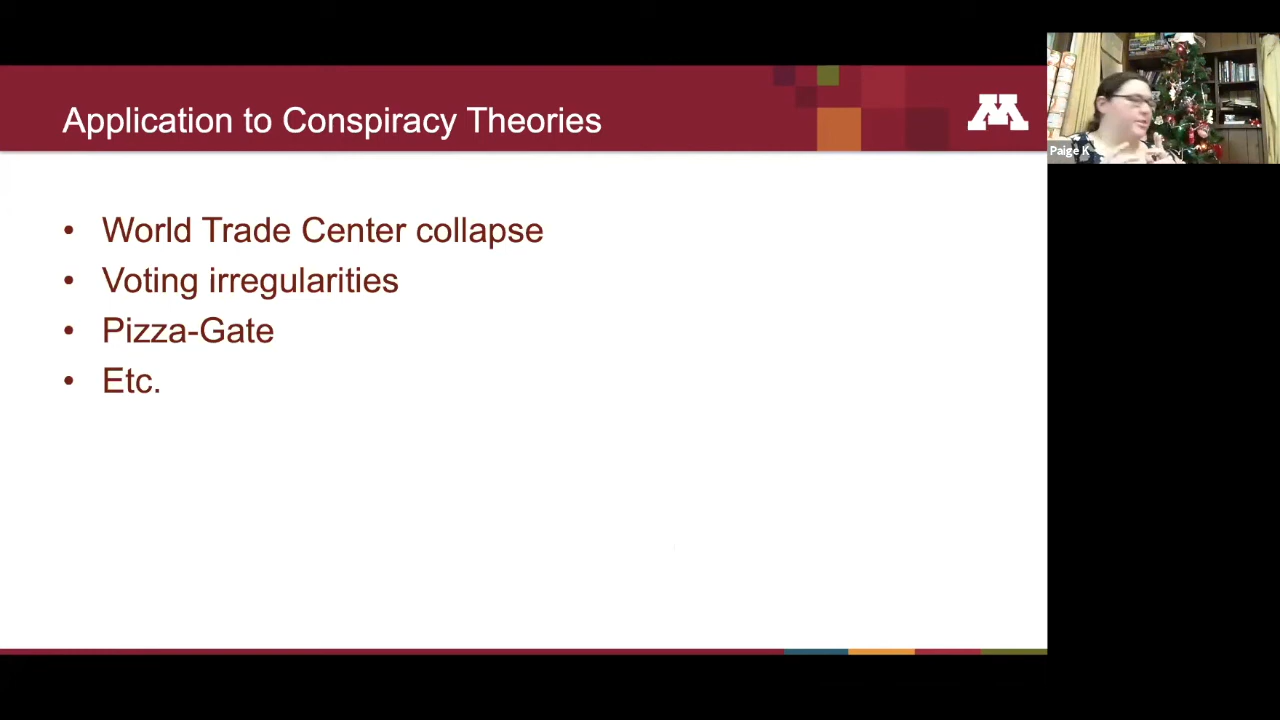 Application to Conspiracy Theories
M
Paige K
• World Trade Center collapse
• Voting irregularities
• Pizza-Gate
• Etc.